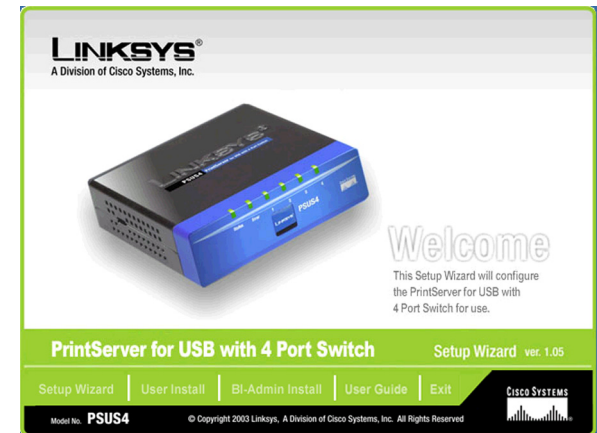 LINKSYS®
A Division of Cisco Systems, Inc.
LINKSYS
PSUS4
PSUS4
Linksys
Welcome
This Setup Wizard will configure
the PrintServer for USB with
4 Port Switch for use.
PrintServer for USB with 4 Port Switch
Setup Wizard ver. 1.05
Setup Wizard
User Install
BI-Admin Install
User Guide
Exit
CISCO SYSTEMS
Model No. PSUS4
© Copyright 2003 Linksys, A Division of Cisco Systems, Inc. All Rights Reserved